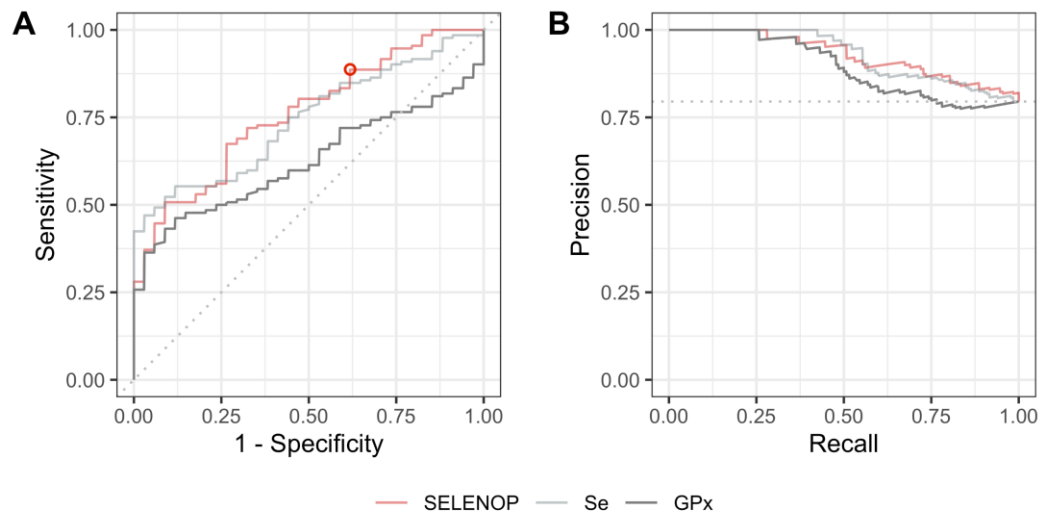 A
1.00
0.75
0.50
0.25
0.00
Sensitivity
0.00 0.25 0.50 0.75 1.00
1 - Specificity
B
1.00
0.75
0.50
0.25
0.00
Precision
0.00 0.25 0.50 0.75 1.00
Recall
SELENOP Se GPx